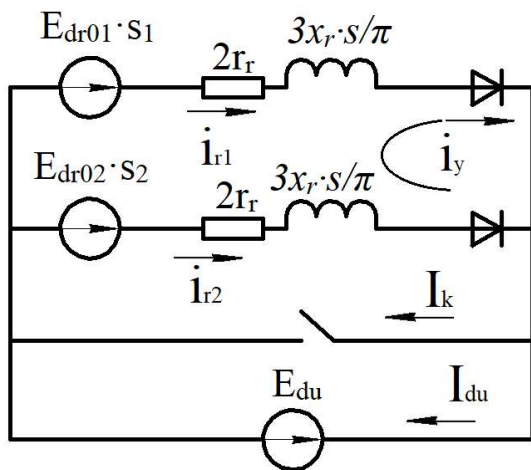 E_dr01·s_1
2r_r
3x_r·s/π
i_r1
i_y
E_dr02·s_2
2r_r
3x_r·s/π
i_r2
I_k
E_du
I_du